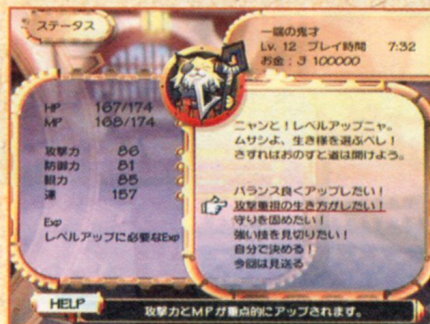 ステータス
一端の鬼才
Lv. 12 プレイ時間 7:32
お金 : 3 100000
HP 167/174
MP 168/174
攻撃力 86
防御力 81
眼力 85
運 157
Exp
レベルアップに必要なExp
ニャンと!レベルアップニャ。
ムサシよ、生き様を選ぶべし!
さすればおのずと道は開けよう。
バランス良くアップしたい!
攻撃重視の生き方がしたい!
守りを固めたい!
強い技を見切りたい!
自分で決める!
今回は見送る
HELP 攻撃力とMPが重点的にアップされます。